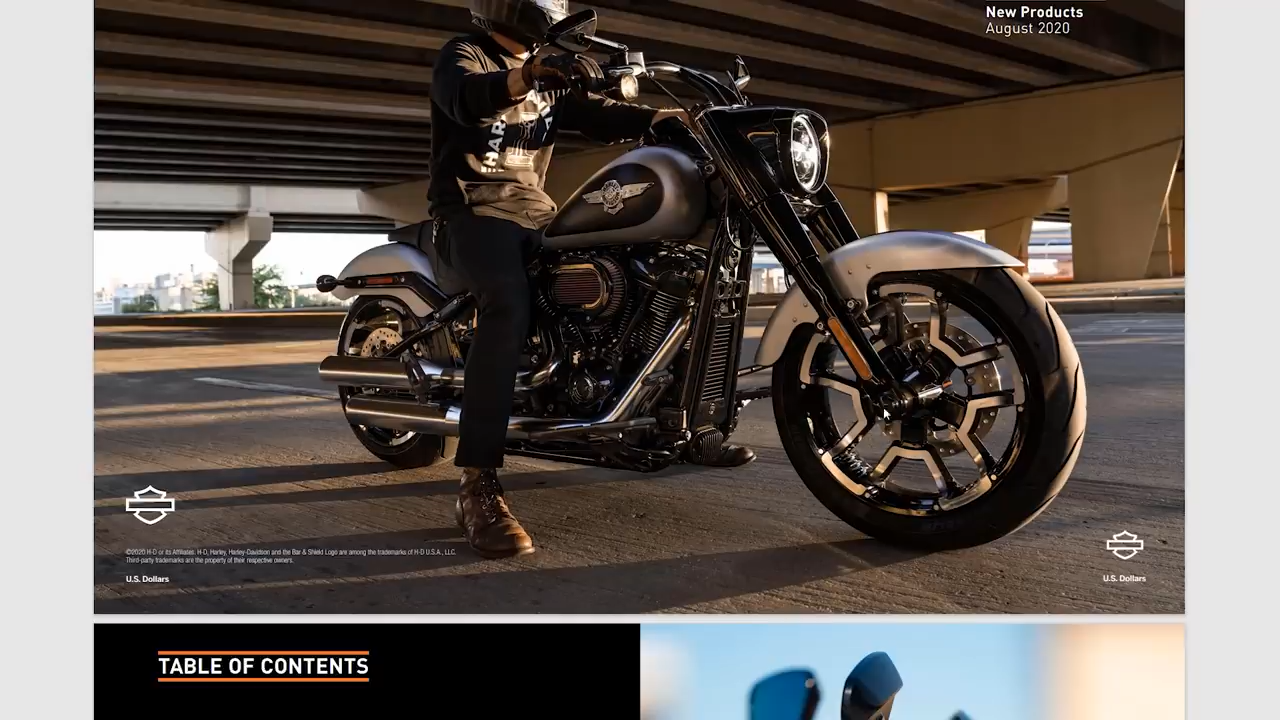 New Products
August 2020
HAR
©2020 H-D or its Affiliates. H-D, Harley, Harley-Davidson and the Bar & Shield Logo are among the trademarks of H-D U.S.A., LLC.
Third-party trademarks are the property of their respective owners.
U.S. Dollars
U.S. Dollars
TABLE OF CONTENTS